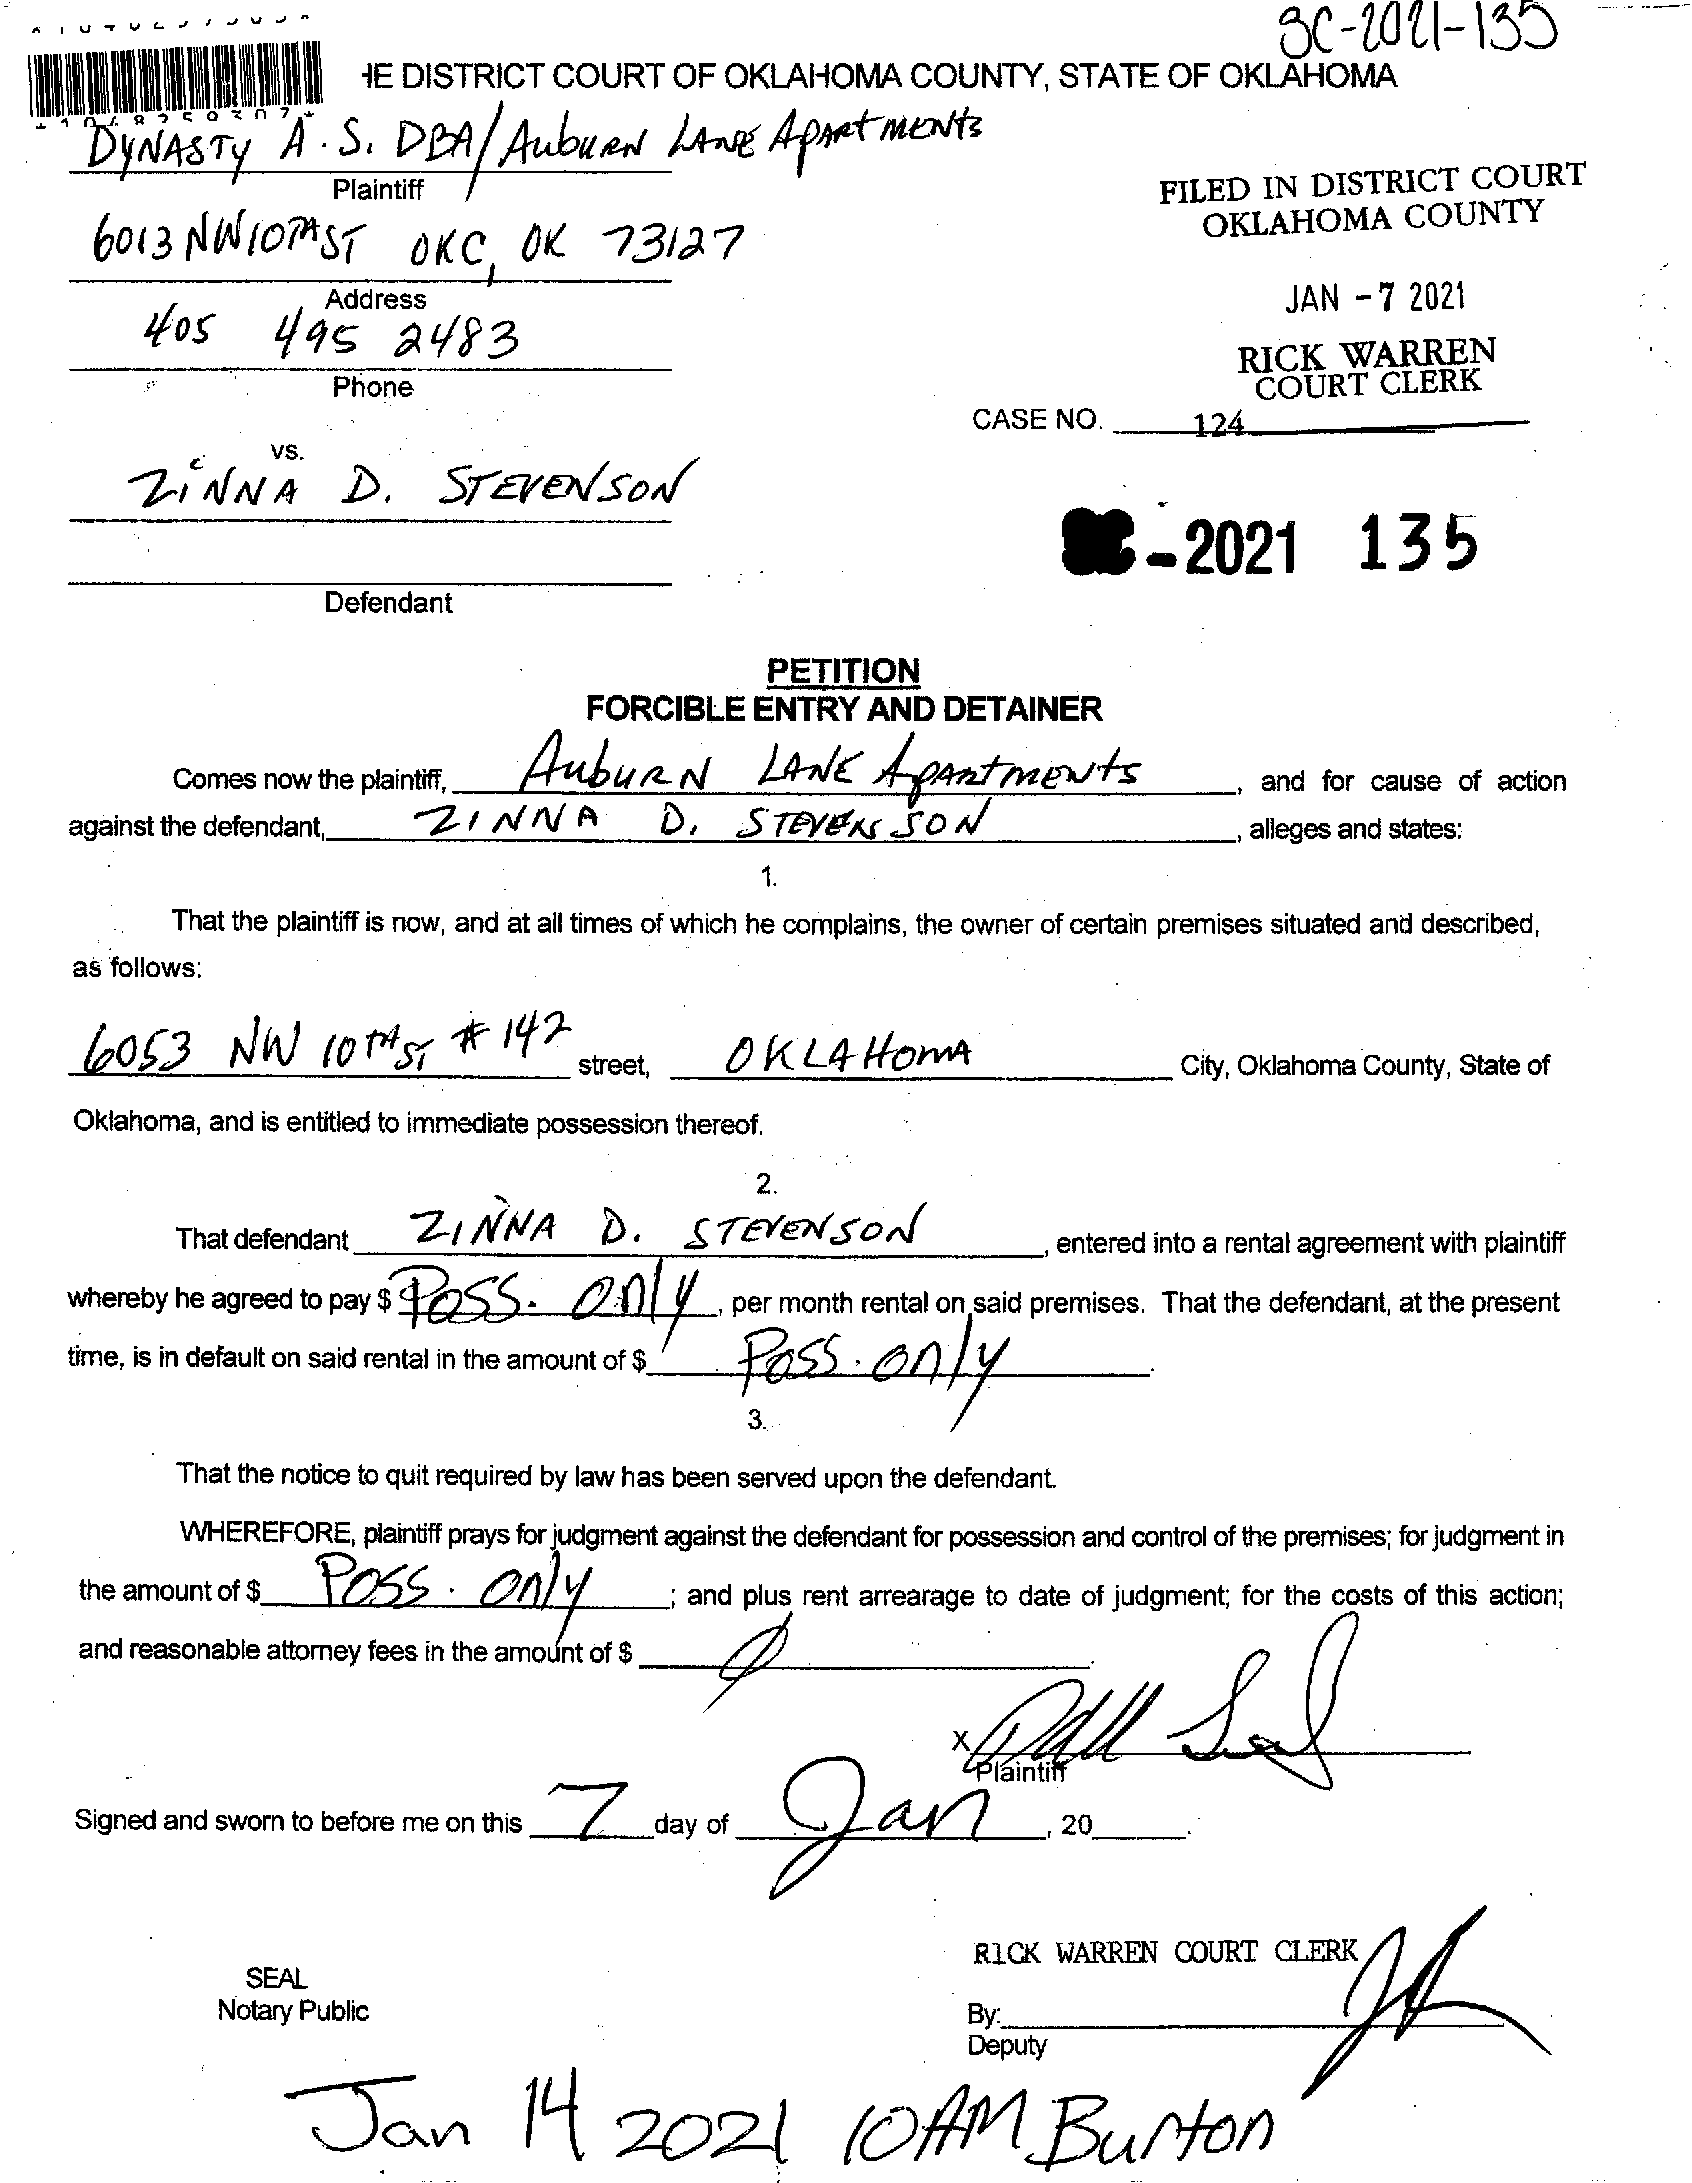 SC-2021-135
HE DISTRICT COURT OF OKLAHOMA COUNTY, STATE OF OKLAHOMA
DYNASTY A.S. DBA/AUBURN LANE APARTMENTS
Plaintiff
FILED IN DISTRICT COURT
OKLAHOMA COUNTY
6013 NW 10TH ST OKC, OK 73127
Address
JAN -7 2021
405 495 2483
RICK WARREN
COURT CLERK
Phone
CASE NO. 124
vs.
ZINNA D. STEVENSON
-2021 135
Defendant
PETITION
FORCIBLE ENTRY AND DETAINER
Comes now the plaintiff, AUBURN LANE APARTMENTS, and for cause of action
against the defendant, ZINNA D. STEVENSON, alleges and states:
1.
That the plaintiff is now, and at all times of which he complains, the owner of certain premises situated and described,
as follows:
6053 NW 10TH ST # 142 street, OKLAHOMA City, Oklahoma County, State of
Oklahoma, and is entitled to immediate possession thereof.
2.
That defendant ZINNA D. STEVENSON, entered into a rental agreement with plaintiff
whereby he agreed to pay $ Poss. only, per month rental on said premises. That the defendant, at the present
time, is in default on said rental in the amount of $ Poss. only.
3.
That the notice to quit required by law has been served upon the defendant.
WHEREFORE, plaintiff prays for judgment against the defendant for possession and control of the premises; for judgment in
the amount of $ Poss. only; and plus rent arrearage to date of judgment; for the costs of this action;
and reasonable attorney fees in the amount of $
X
Plaintiff
Signed and sworn to before me on this 7 day of Jan, 20 .
RICK WARREN COURT CLERK
SEAL
Notary Public
By:
Deputy
Jan 14 2021 10AM Burton